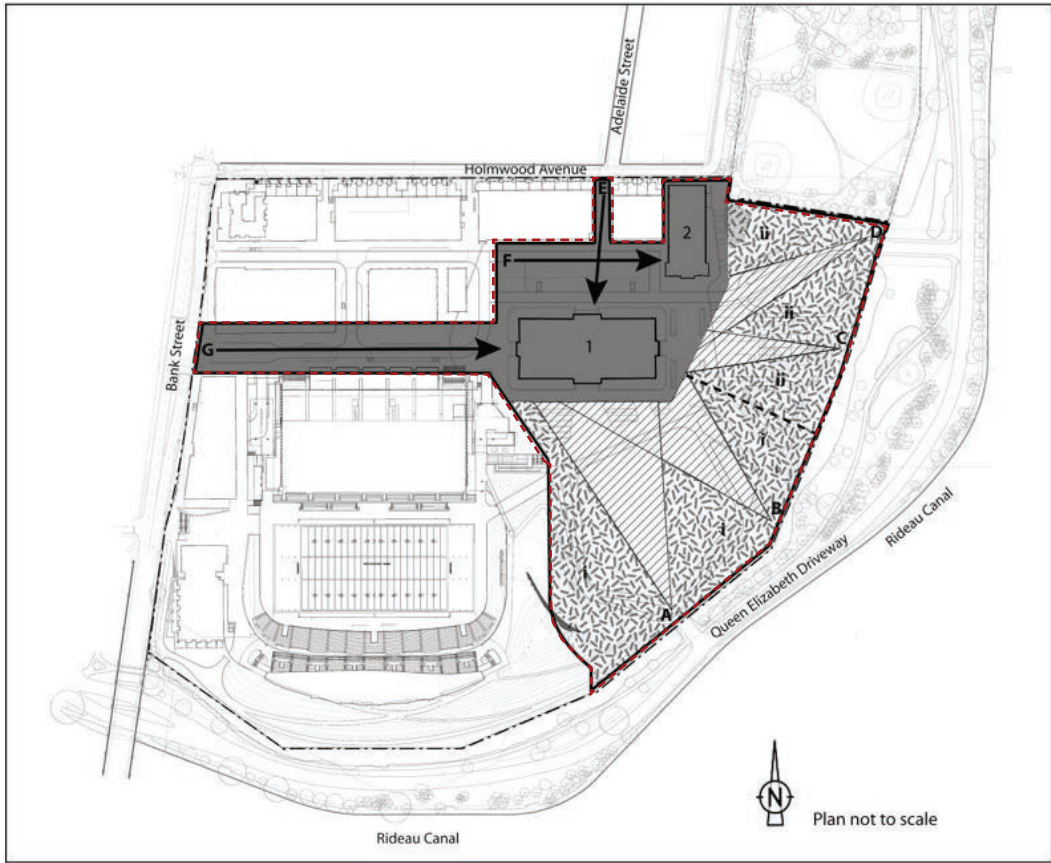 Adelaide Street
Holmwood Avenue
E
2
ii
D
F
ii
Bank Street
G
1
C
ii
i
B
i
i
A
Queen Elizabeth Driveway
Rideau Canal
N
Plan not to scale
Rideau Canal